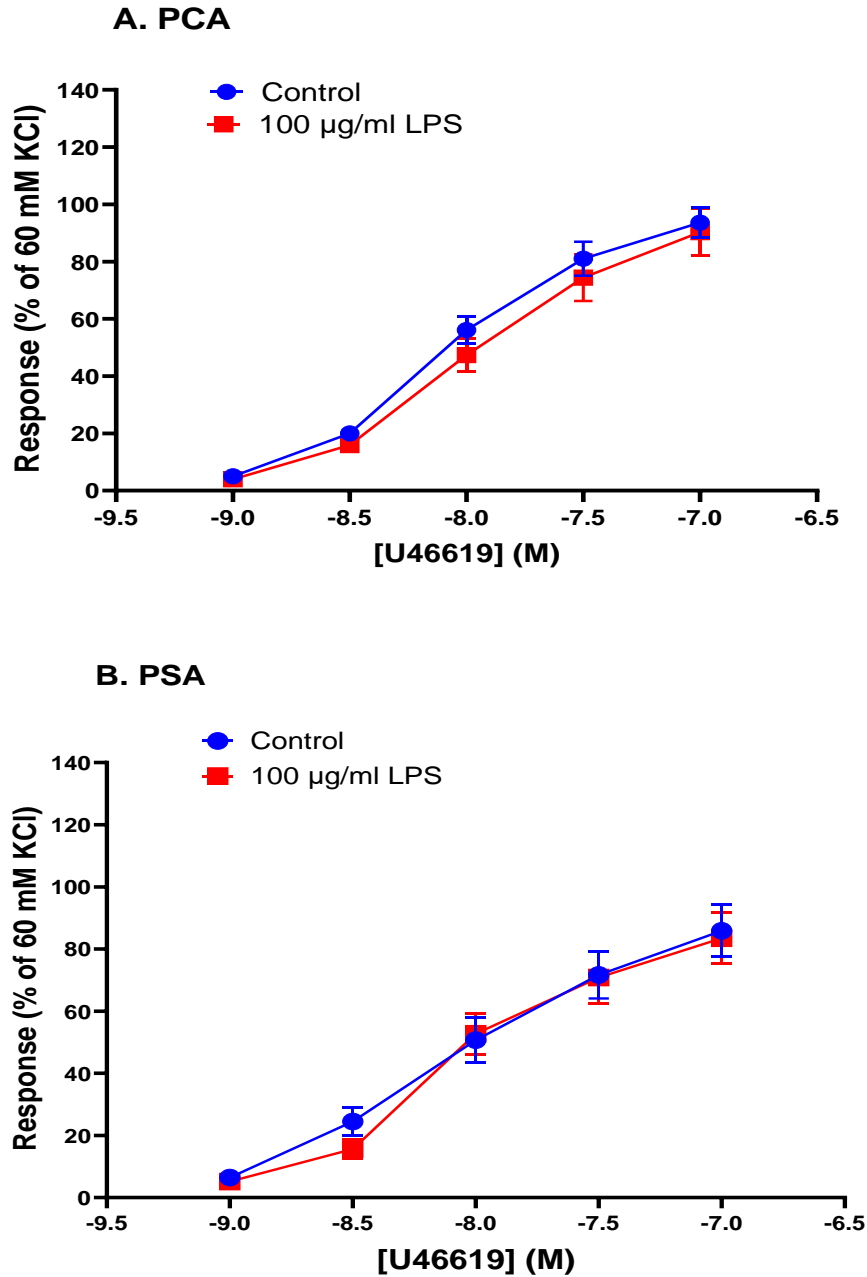 A. PCA
Control
100 µg/ml LPS
Response (% of 60 mM KCl)
140
120
100
80
60
40
20
0
-9.5 -9.0 -8.5 -8.0 -7.5 -7.0 -6.5
[U46619] (M)
B. PSA
Control
100 µg/ml LPS
Response (% of 60 mM KCl)
140
120
100
80
60
40
20
0
-9.5 -9.0 -8.5 -8.0 -7.5 -7.0 -6.5
[U46619] (M)